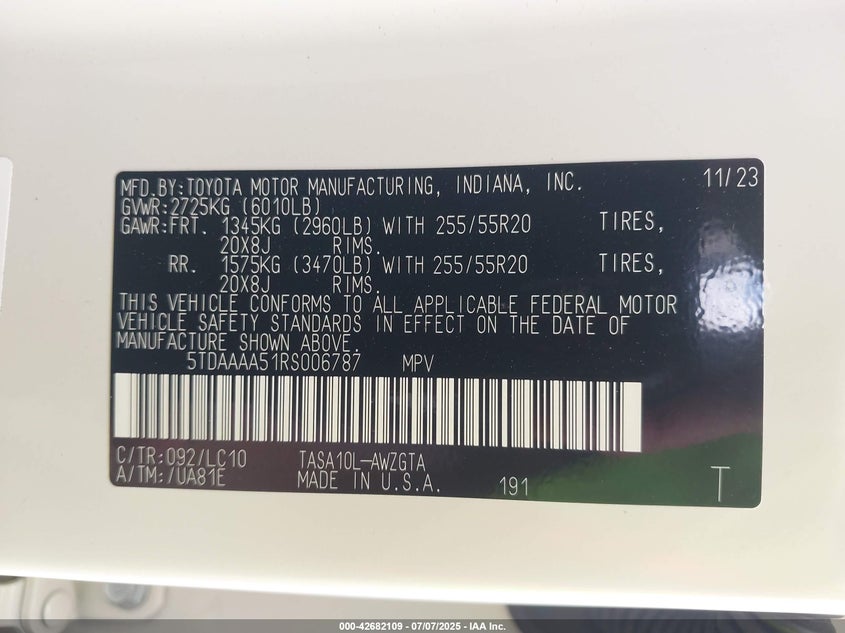 MFD.BY:TOYOTA MOTOR MANUFACTURING, INDIANA, INC. 11/23
GVWR:2725KG (6010LB)
GAWR:FRT. 1345KG (2960LB) WITH 255/55R20 TIRES,
20X8J RIMS.
RR. 1575KG (3470LB) WITH 255/55R20 TIRES,
20X8J RIMS.
THIS VEHICLE CONFORMS TO ALL APPLICABLE FEDERAL MOTOR
VEHICLE SAFETY STANDARDS IN EFFECT ON THE DATE OF
MANUFACTURE SHOWN ABOVE.
5TDAAAA51RS006787 MPV
C/TR:092/LC10 TASA10L-AWZGTA
A/TM:/UA81E MADE IN U.S.A. 191 T
000-42682109 - 07/07/2025 - IAA Inc.